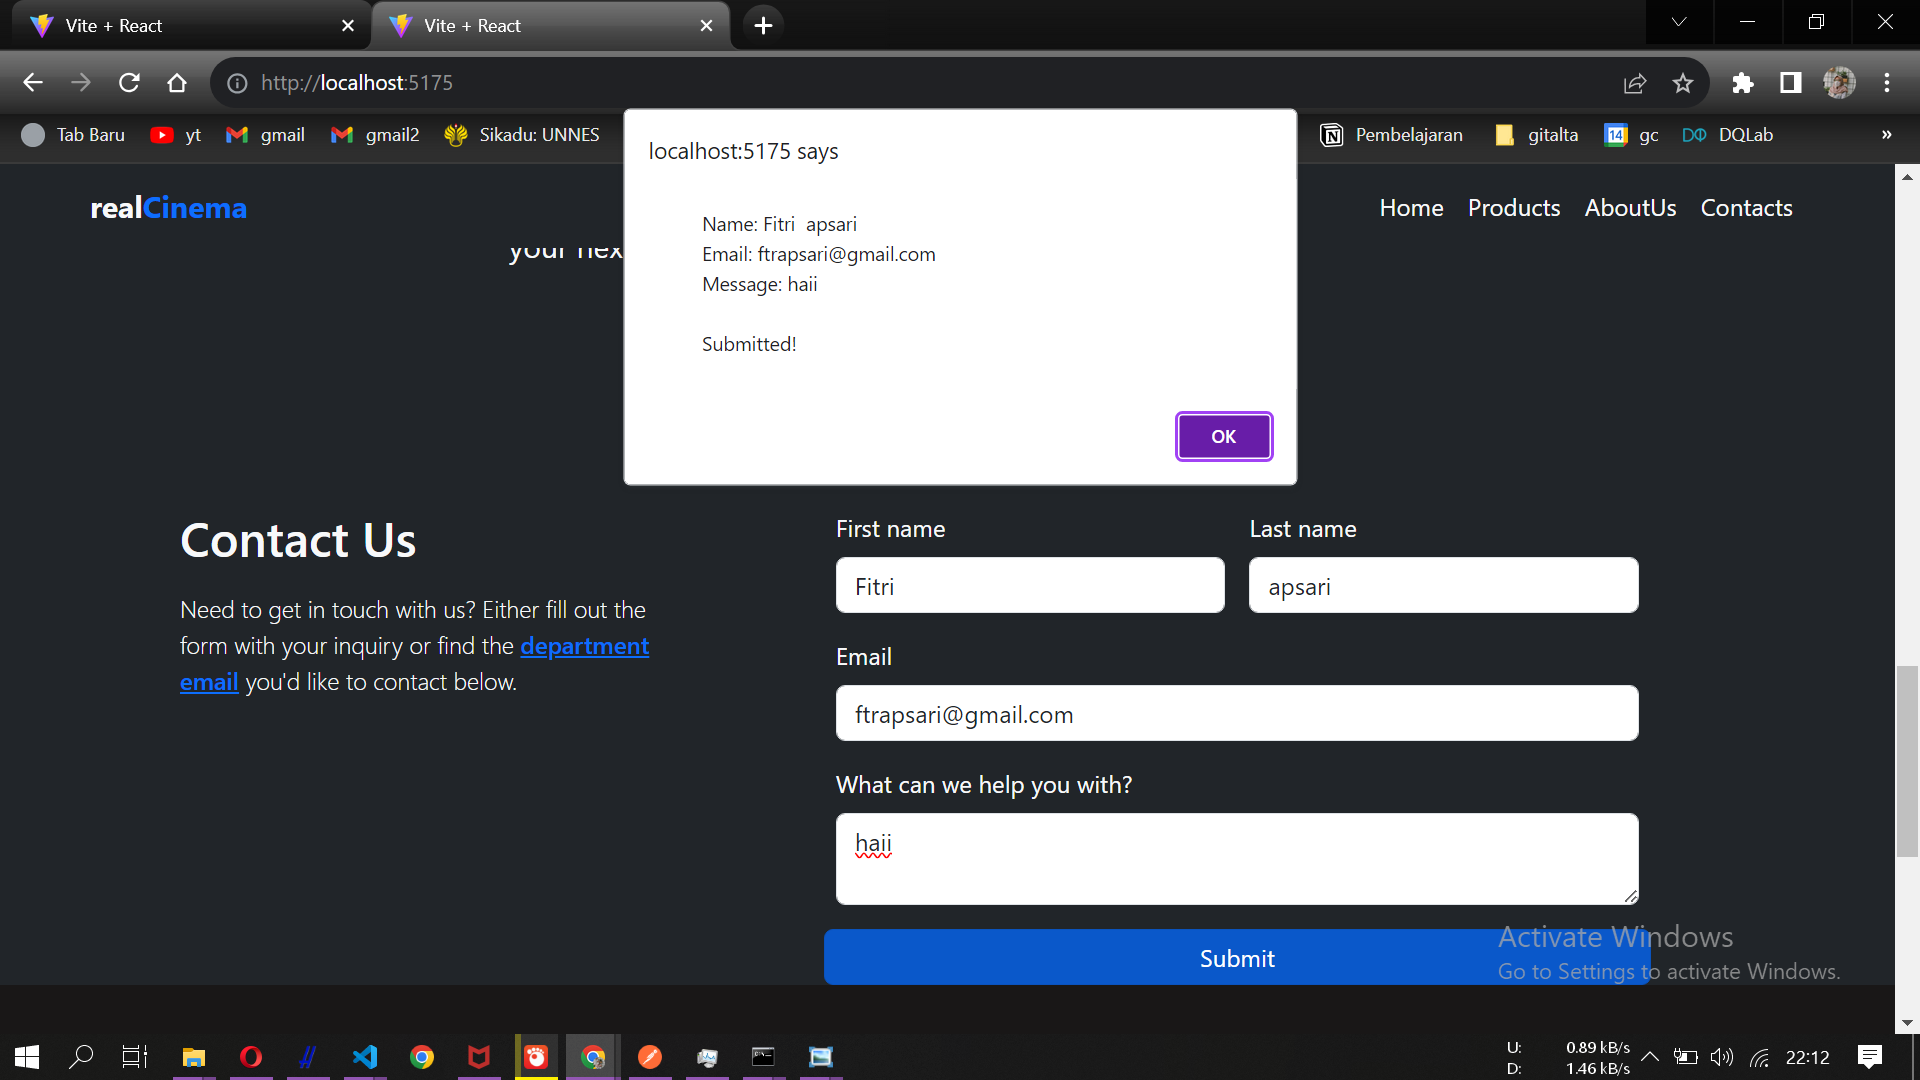 Vite + React
Vite + React
http://localhost:5175
Tab Baru
yt
gmail
gmail2
Sikadu: UNNES
Pembelajaran
gitalta
gc
DQLab
»
localhost:5175 says
Name: Fitri  apsari
Email: ftrapsari@gmail.com
Message: haii
Submitted!
OK
realCinema
Home
Products
AboutUs
Contacts
your nex
Contact Us
Need to get in touch with us? Either fill out the
form with your inquiry or find the department
email you'd like to contact below.
First name
Last name
Fitri
apsari
Email
ftrapsari@gmail.com
What can we help you with?
haii
Submit
Activate Windows
Go to Settings to activate Windows.
U: 0.89 kB/s
D: 1.46 kB/s
22:12